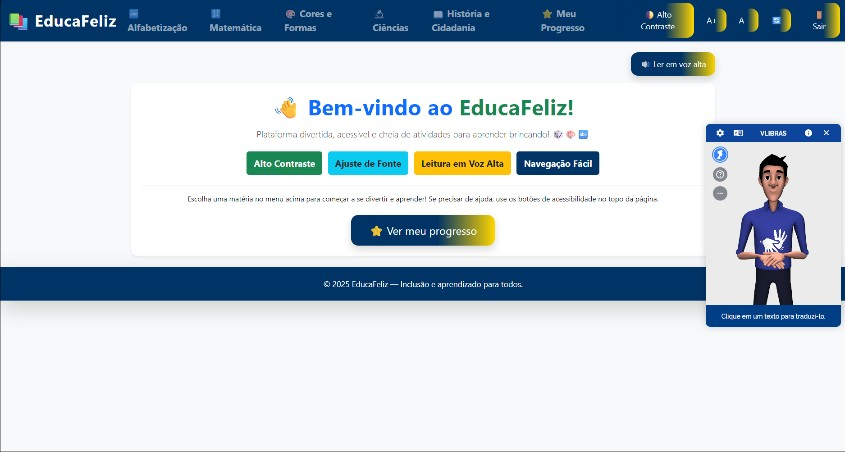 EducaFeliz
Alfabetização
Matemática
Cores e
Formas
Ciências
História e
Cidadania
Meu
Progresso
Alto
Contraste
A
A
Sair
Ler em voz alta
Bem-vindo ao EducaFeliz!
Plataforma divertida, acessível e cheia de atividades para aprender brincando!
Alto Contraste
Ajuste de Fonte
Leitura em Voz Alta
Navegação Fácil
Escolha uma matéria no menu acima para começar a se divertir e aprender! Se precisar de ajuda, use os botões de acessibilidade no topo da página.
Ver meu progresso
© 2025 EducaFeliz — Inclusão e aprendizado para todos.
VLIBRAS
Clique em um texto para traduzi-lo.